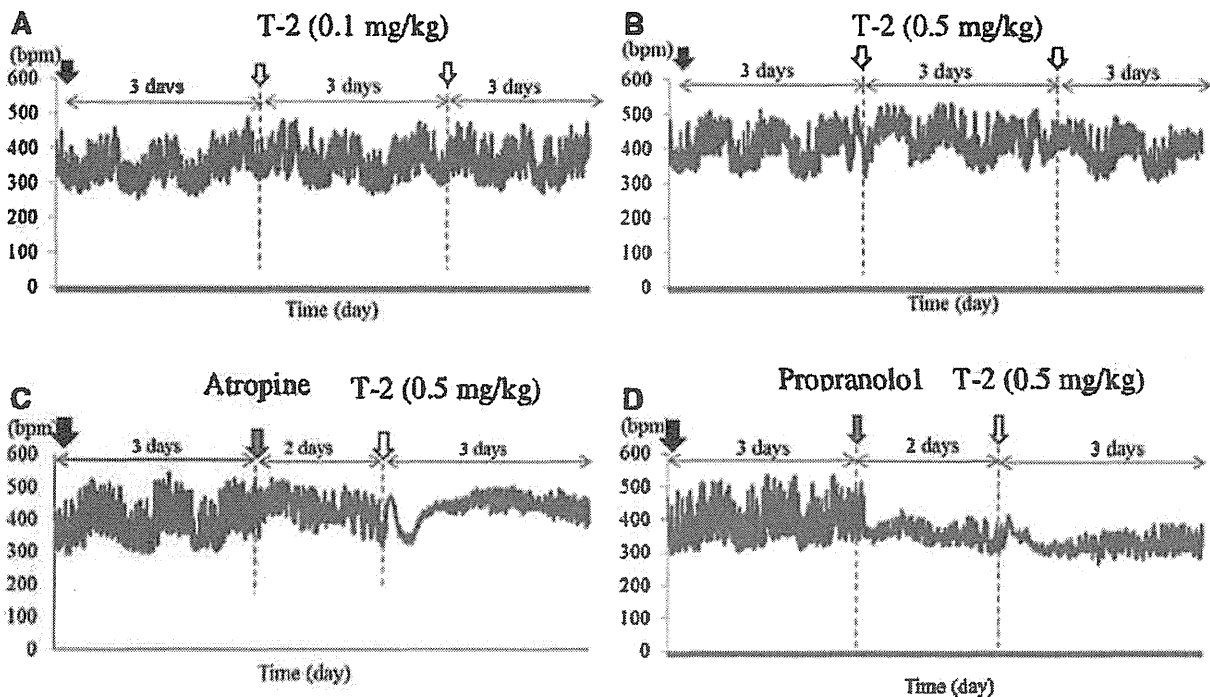 A
T-2 (0.1 mg/kg)
(bpm)
3 days
3 days
3 days
600
500
400
300
200
100
0
Time (day)
B
T-2 (0.5 mg/kg)
(bpm)
3 days
3 days
3 days
600
500
400
300
200
100
0
Time (day)
C
Atropine T-2 (0.5 mg/kg)
(bpm)
3 days
2 days
3 days
600
500
400
300
200
100
0
Time (day)
D
Propranolol T-2 (0.5 mg/kg)
(bpm)
3 days
2 days
3 days
600
500
400
300
200
100
0
Time (day)